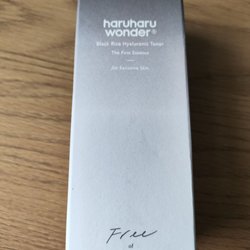 haruharu
wonder®
Black Rice Hyaluronic Toner
The First Essence
for Sensitive Skin
Free
of